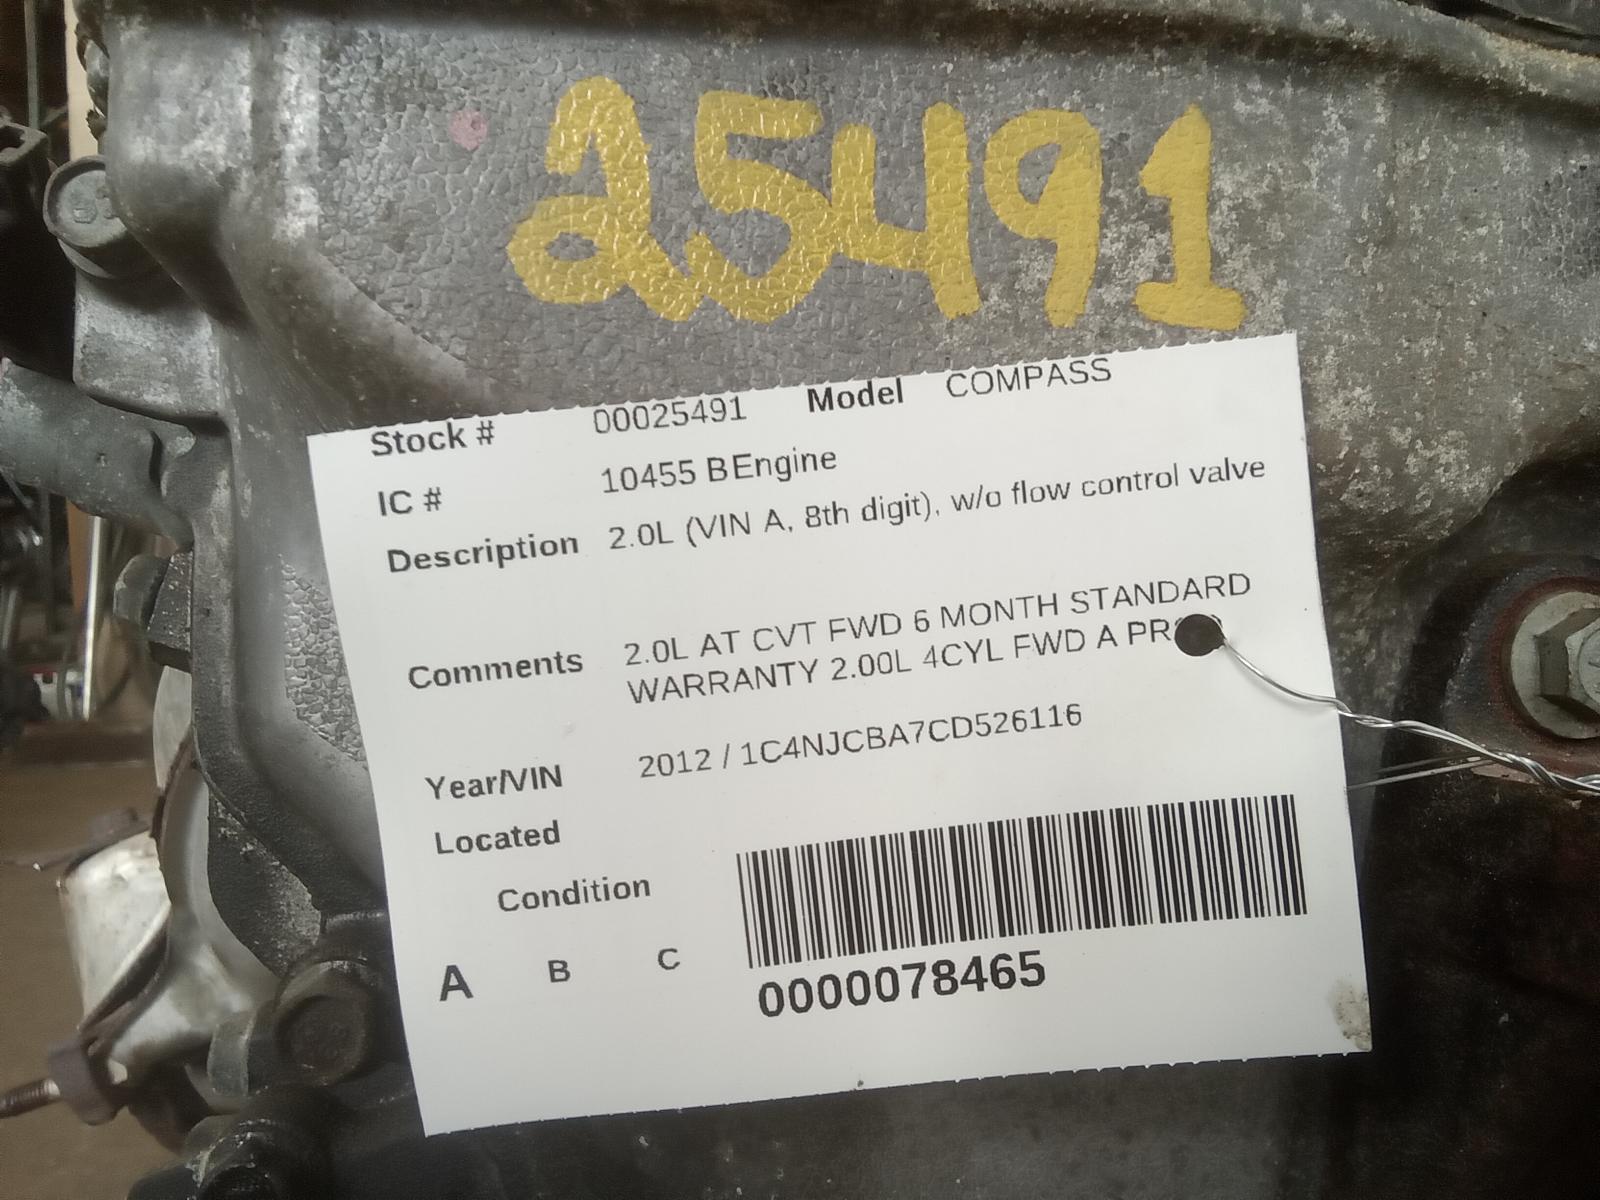 25491
Stock # 00025491 Model COMPASS
IC # 10455 BEngine
Description 2.0L (VIN A, 8th digit), w/o flow control valve
Comments 2.0L AT CVT FWD 6 MONTH STANDARD
WARRANTY 2.00L 4CYL FWD A
Year/VIN 2012 / 1C4NJCBA7CD526116
Located
Condition
A B C
0000078465